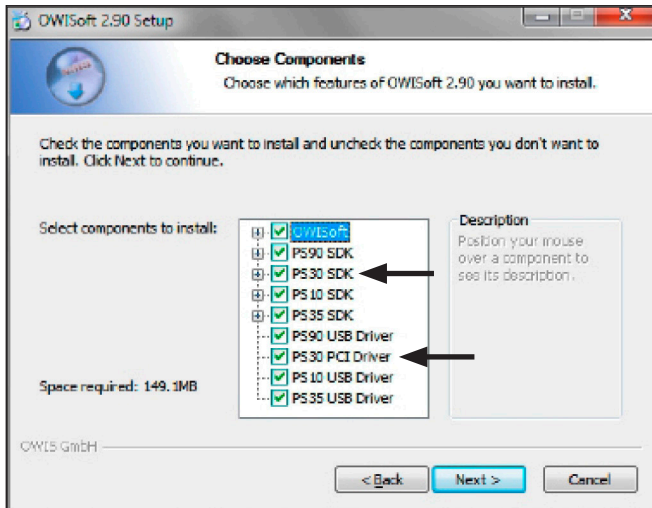 OWISoft 2.90 Setup
Choose Components
Choose which features of OWISoft 2.90 you want to install.
Check the components you want to install and uncheck the components you don't want to
install. Click Next to continue.
Select components to install:
OWISoft
PS90 SDK
PS30 SDK
PS10 SDK
PS35 SDK
PS90 USB Driver
PS30 PCI Driver
PS10 USB Driver
PS35 USB Driver
Description
Position your mouse
over a component to
see its description.
Space required: 149.1MB
OWIS GmbH
< Back
Next >
Cancel